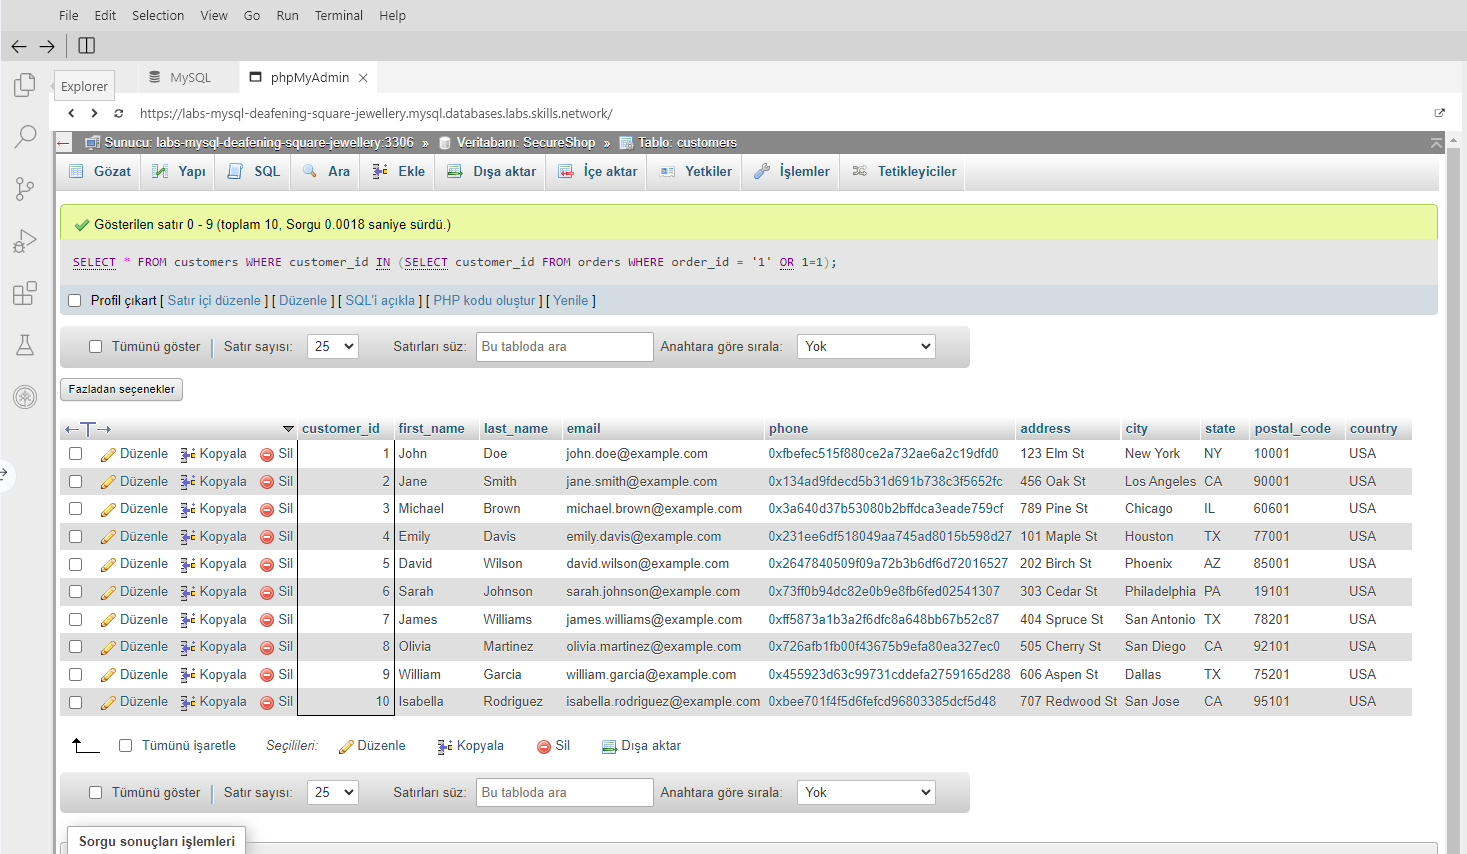 File Edit Selection View Go Run Terminal Help
MySQL phpMyAdmin
Explorer
https://labs-mysql-deafening-square-jewellery.mysql.databases.labs.skills.network/
Sunucu: labs-mysql-deafening-square-jewellery:3306 » Veritabanı: SecureShop » Tablo: customers
Gözat Yapı SQL Ara Ekle Dışa aktar İçe aktar Yetkiler İşlemler Tetikleyiciler
Gösterilen satır 0 - 9 (toplam 10, Sorgu 0.0018 saniye sürdü.)
SELECT * FROM customers WHERE customer_id IN (SELECT customer_id FROM orders WHERE order_id = '1' OR 1=1);
Profil çıkart [ Satır içi düzenle ] [ Düzenle ] [ SQL'i açıkla ] [ PHP kodu oluştur ] [ Yenile ]
Tümünü göster Satır sayısı: 25 Satırları süz: Bu tabloda ara Anahtara göre sırala: Yok
Fazladan seçenekler
←T→ customer_id first_name last_name email phone address city state postal_code country
Düzenle Kopyala Sil 1 John Doe john.doe@example.com 0xfbefec515f880ce2a732ae6a2c19dfd0 123 Elm St New York NY 10001 USA
Düzenle Kopyala Sil 2 Jane Smith jane.smith@example.com 0x134ad9fdecd5b31d691b738c3f5652fc 456 Oak St Los Angeles CA 90001 USA
Düzenle Kopyala Sil 3 Michael Brown michael.brown@example.com 0x3a640d37b53080b2bffdca3eade759cf 789 Pine St Chicago IL 60601 USA
Düzenle Kopyala Sil 4 Emily Davis emily.davis@example.com 0x231ee6df518049aa745ad8015b598d27 101 Maple St Houston TX 77001 USA
Düzenle Kopyala Sil 5 David Wilson david.wilson@example.com 0x2647840509f09a72b3b6df6d72016527 202 Birch St Phoenix AZ 85001 USA
Düzenle Kopyala Sil 6 Sarah Johnson sarah.johnson@example.com 0x73ff0b94dc82e0b9e8fb6fed02541307 303 Cedar St Philadelphia PA 19101 USA
Düzenle Kopyala Sil 7 James Williams james.williams@example.com 0xff5873a1b3a2f6dfc8a648bb67b52c87 404 Spruce St San Antonio TX 78201 USA
Düzenle Kopyala Sil 8 Olivia Martinez olivia.martinez@example.com 0x726afb1fb00f43675b9efa80ea327ec0 505 Cherry St San Diego CA 92101 USA
Düzenle Kopyala Sil 9 William Garcia william.garcia@example.com 0x455923d63c99731cddefa2759165d288 606 Aspen St Dallas TX 75201 USA
Düzenle Kopyala Sil 10 Isabella Rodriguez isabella.rodriguez@example.com 0xbee701f4f5d6fefcd96803385dcf5d48 707 Redwood St San Jose CA 95101 USA
Tümünü işaretle Seçilileri: Düzenle Kopyala Sil Dışa aktar
Tümünü göster Satır sayısı: 25 Satırları süz: Bu tabloda ara Anahtara göre sırala: Yok
Sorgu sonuçları işlemleri